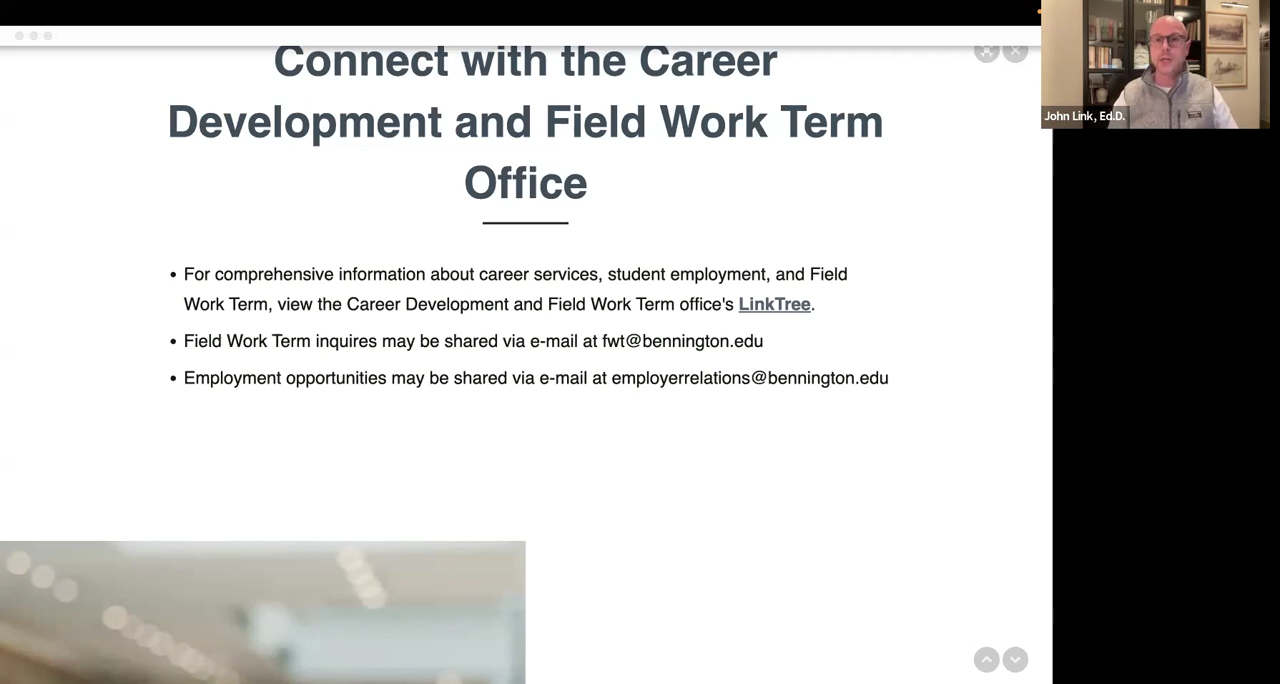 Connect with the Career
Development and Field Work Term
Office
• For comprehensive information about career services, student employment, and Field
Work Term, view the Career Development and Field Work Term office's LinkTree.
• Field Work Term inquires may be shared via e-mail at fwt@bennington.edu
• Employment opportunities may be shared via e-mail at employerrelations@bennington.edu
John Link, Ed.D.